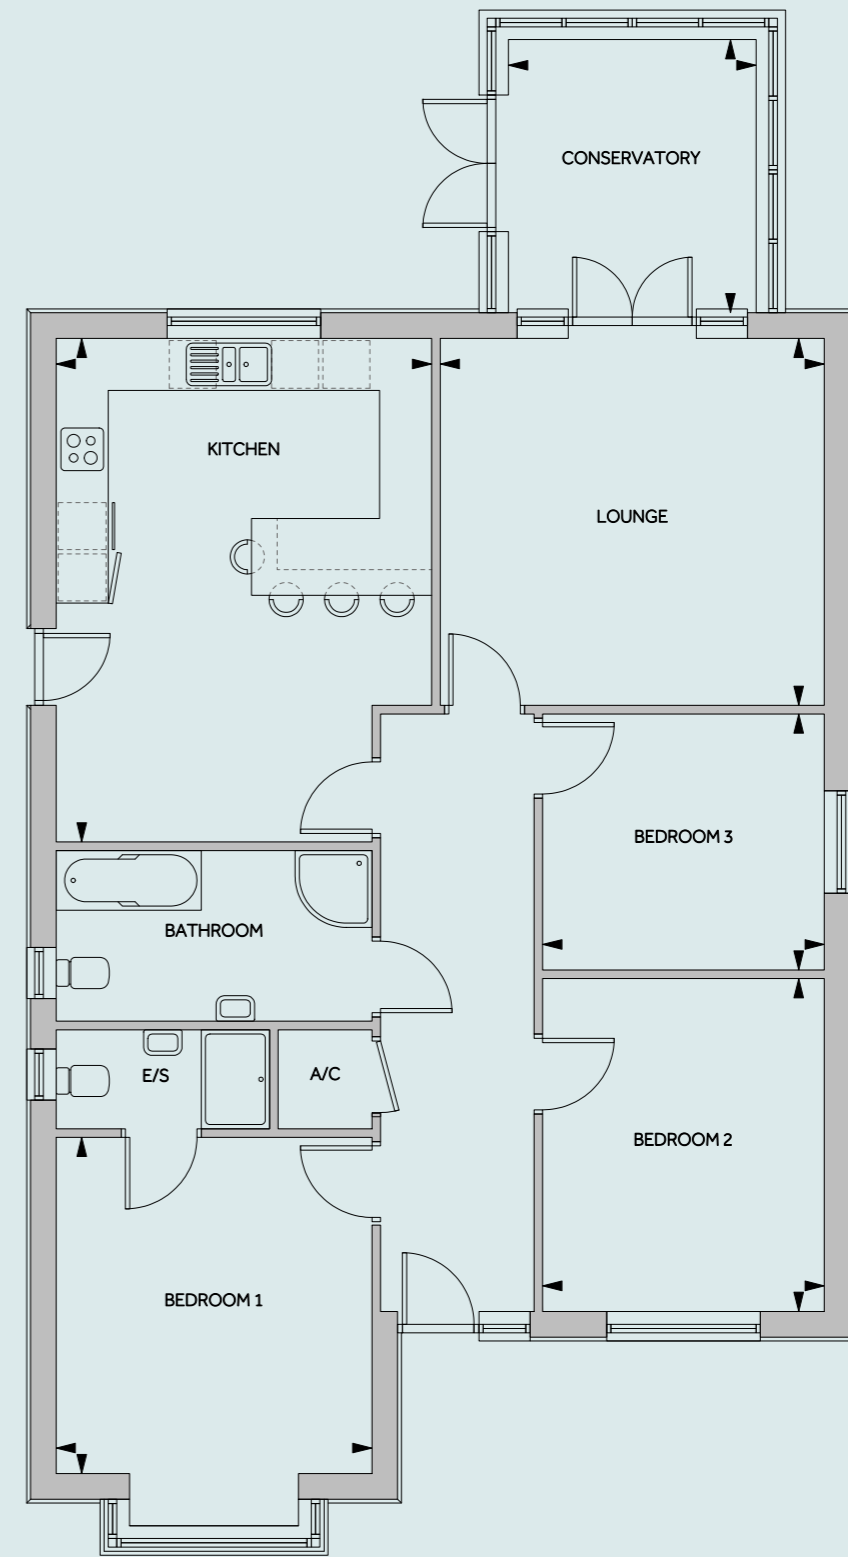 CONSERVATORY
KITCHEN
LOUNGE
BEDROOM 3
BATHROOM
E/S
A/C
BEDROOM 2
BEDROOM 1